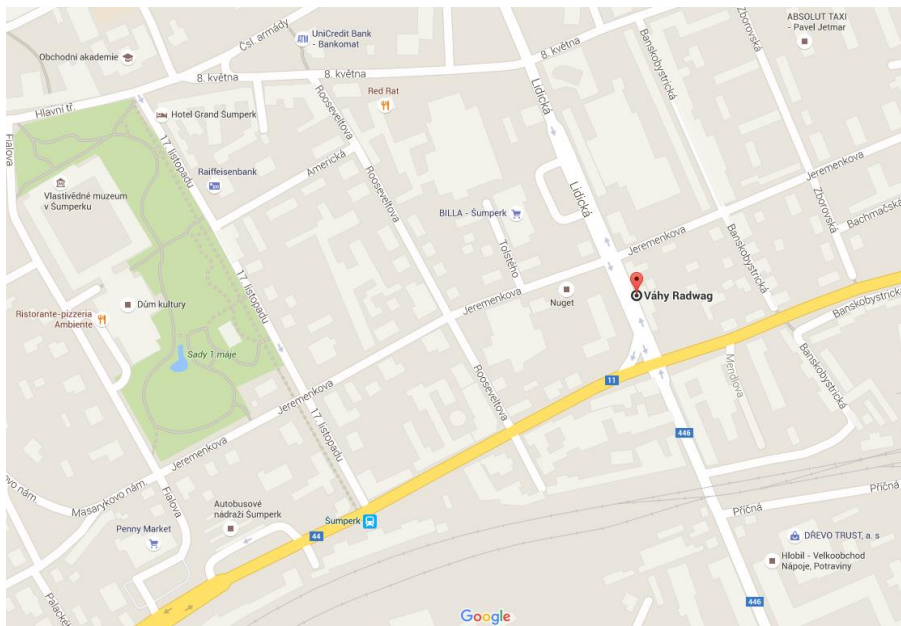 ABSOLUT TAXI
- Pavel Jetmar
UniCredit Bank
- Bankomat
ATM
Čsl. armády
Obchodní akademie
8. května
8. května
8. května
Hlavní tř.
Red Rat
Hotel Grand Šumperk
Rooseveltova
Lidická
Banskobystrická
Zborovská
Fialova
17. listopadu
Americká
Raiffeisenbank
Vlastivědné muzeum
v Šumperku
Rooseveltova
Lidická
Jeremenkova
Zborovská
Bachmačská
BILLA - Šumperk
Tolstého
Jeremenkova
Banskobystrická
17. listopadu
Dům kultury
Ristorante-pizzeria
Ambiente
Jeremenkova
Nuget
Váhy Radwag
Banskobystrická
Sady 1 máje
Rooseveltova
Mendlova
Banskobystrická
11
Jeremenkova
17. listopadu
446
Jeremenkova
Masarykovo nám.
ovo nám.
Fialova
Příčná
Příčná
Autobusové
nádraží Šumperk
Šumperk
Penny Market
44
DŘEVO TRUST, a. s
Hlobil - Velkoobchod
Nápoje, Potraviny
Palacké
446
Google